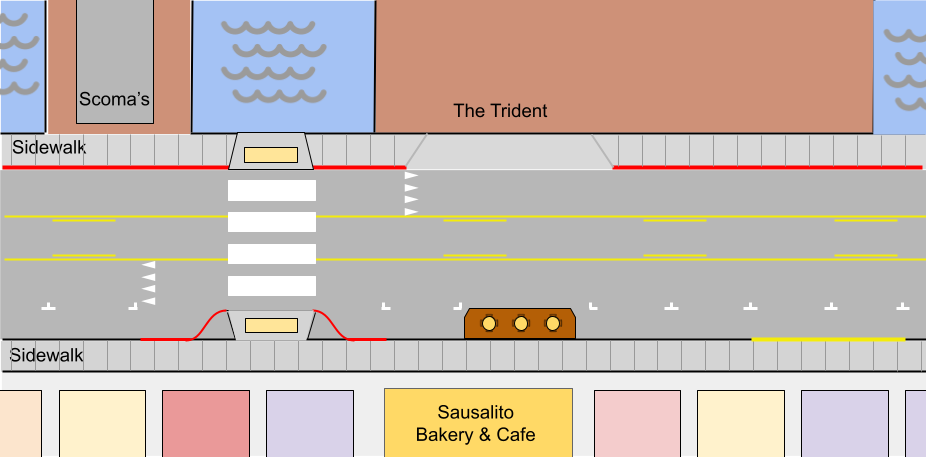 Scoma's
The Trident
Sidewalk
Sidewalk
Sausalito
Bakery & Cafe